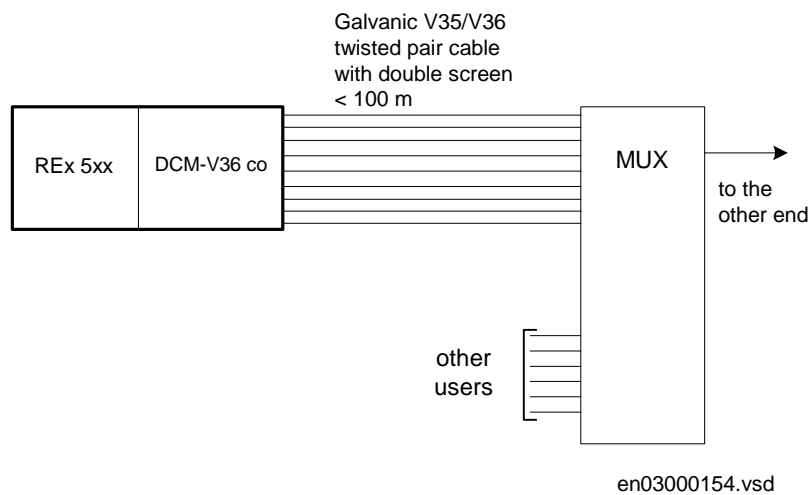 Galvanic V35/V36
twisted pair cable
with double screen
< 100 m
REx 5xx
DCM-V36 co
MUX
to the
other end
other
users
en03000154.vsd